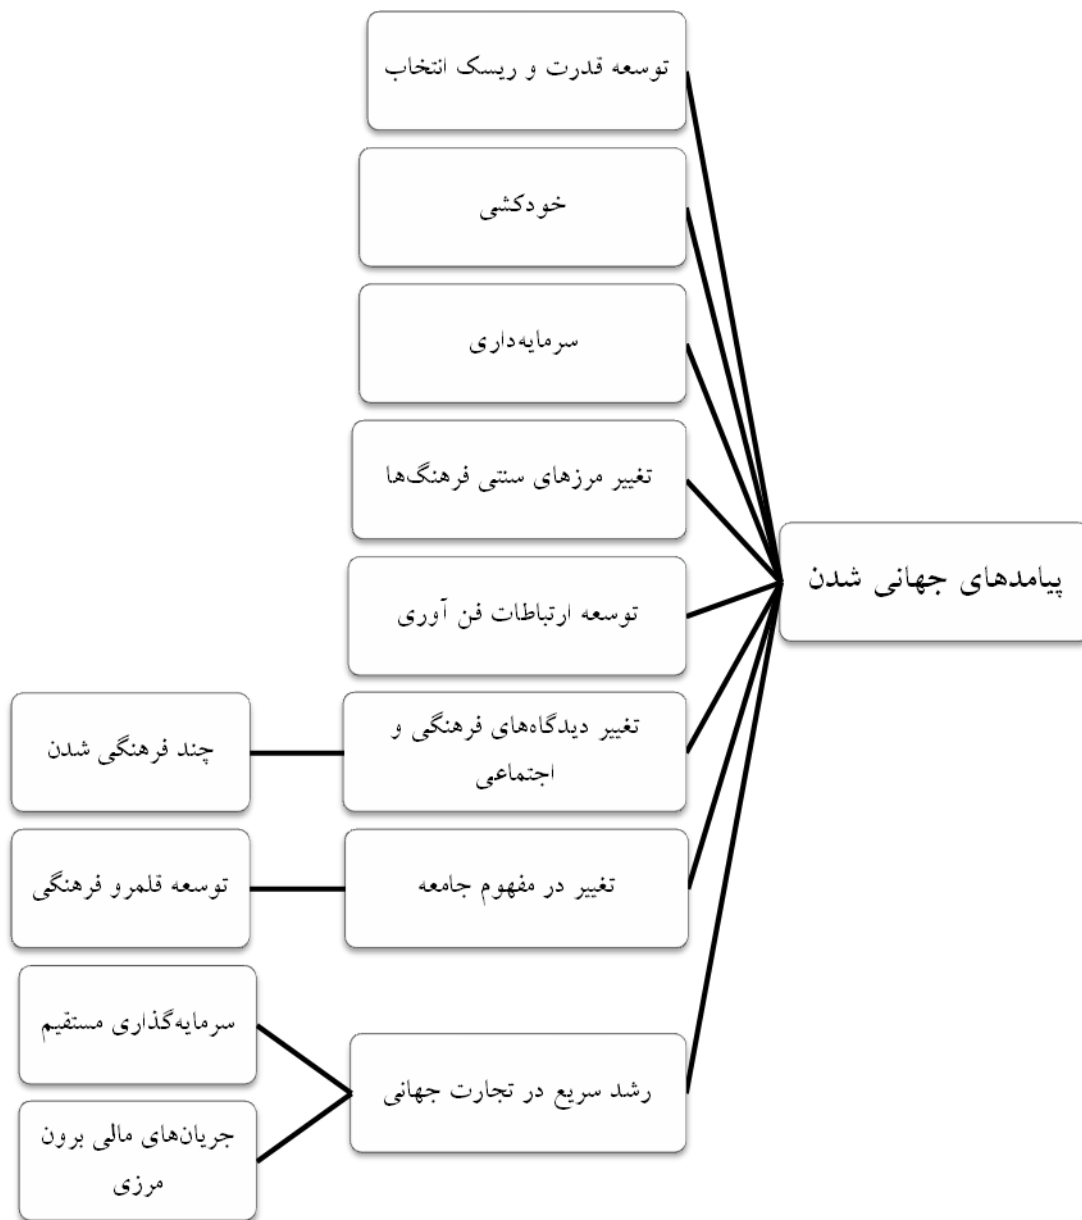 توسعه قدرت و ریسک انتخاب
خودکشی
سرمایه‌داری
تغییر مرزهای سنتی فرهنگ‌ها
پیامدهای جهانی شدن
توسعه ارتباطات فن آوری
تغییر دیدگاه‌های فرهنگی و
اجتماعی
چند فرهنگی شدن
تغییر در مفهوم جامعه
توسعه قلمرو فرهنگی
رشد سریع در تجارت جهانی
سرمایه‌گذاری مستقیم
جریان‌های مالی برون
مرزی